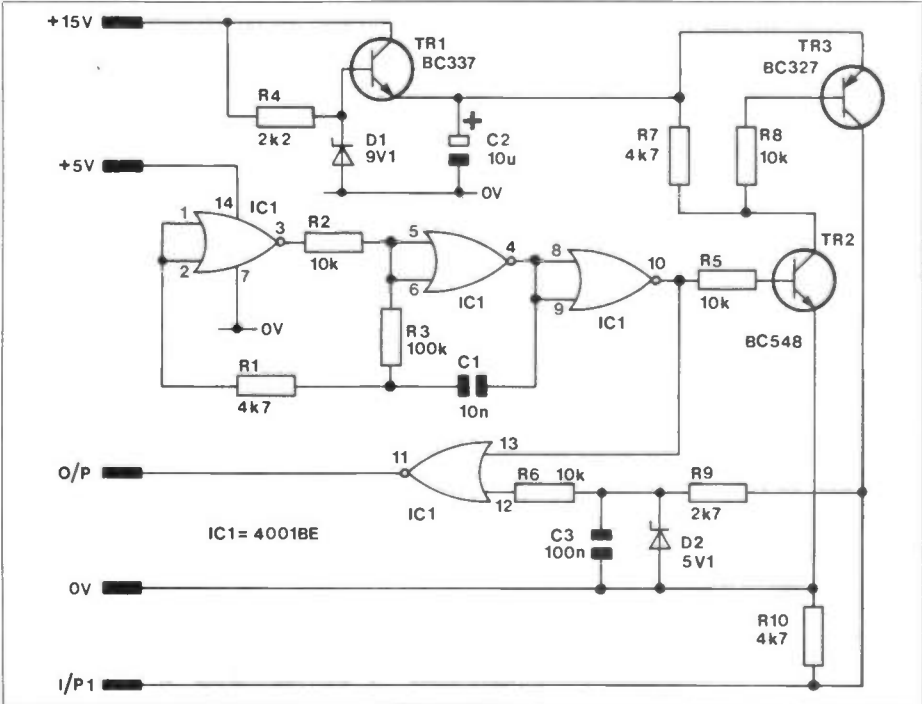 +15V
TR1
BC337
TR3
BC327
R4
2k2
D1
9V1
+
C2
10u
R7
4k7
R8
10k
+5V
0V
14
IC1
1
2
3
7
R2
10k
5
6
4
IC1
8
9
10
IC1
R5
10k
TR2
BC548
0V
R3
100k
R1
4k7
C1
10n
O/P
11
13
12
IC1
R6 10k
R9
2k7
IC1= 4001BE
C3
100n
D2
5V1
0V
R10
4k7
I/P1